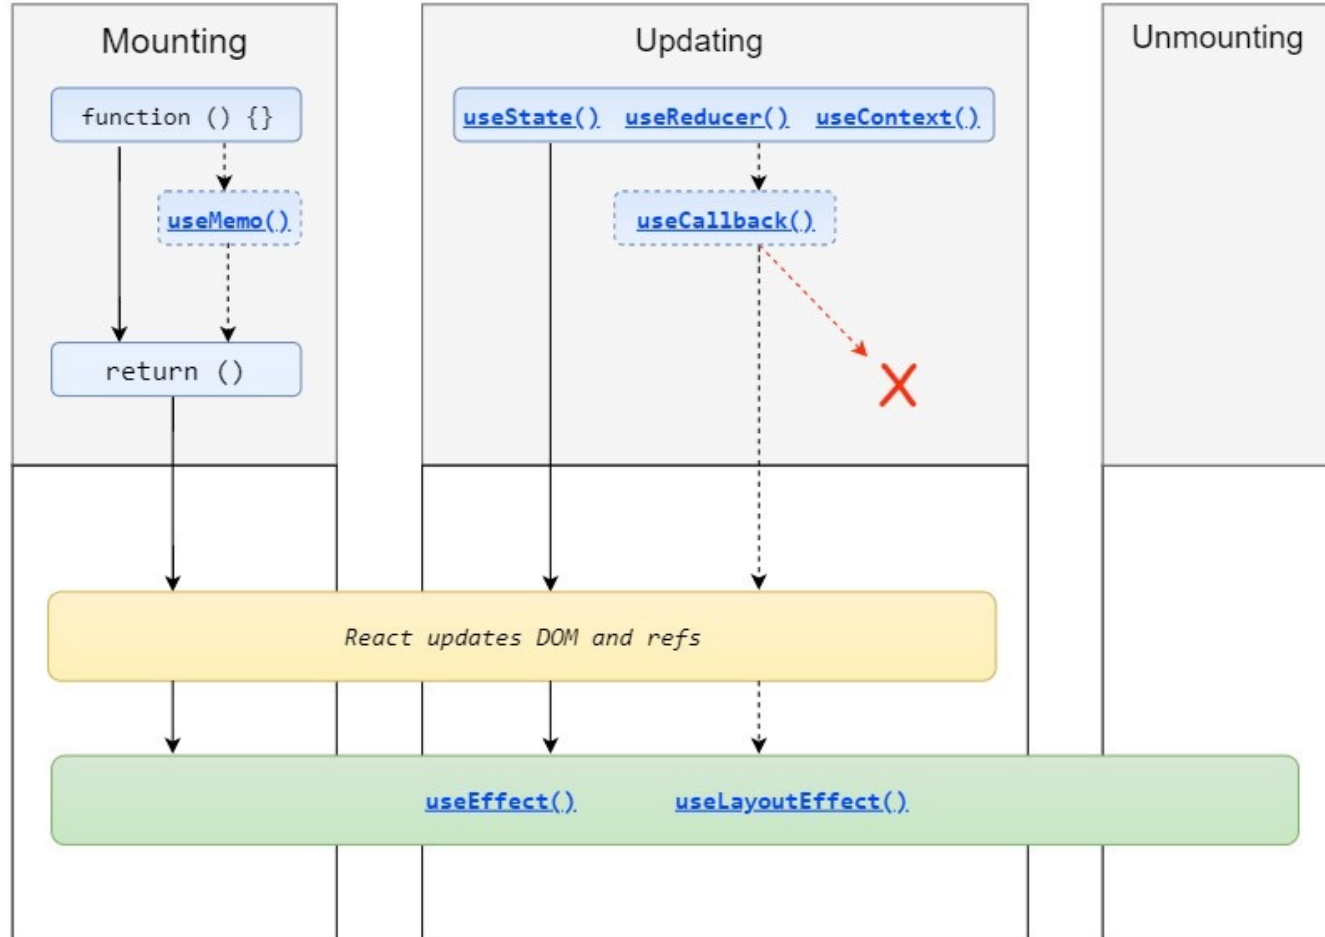 Mounting
Updating
Unmounting
function () {}
useState() useReducer() useContext()
useMemo()
useCallback()
return ()
React updates DOM and refs
useEffect() useLayoutEffect()